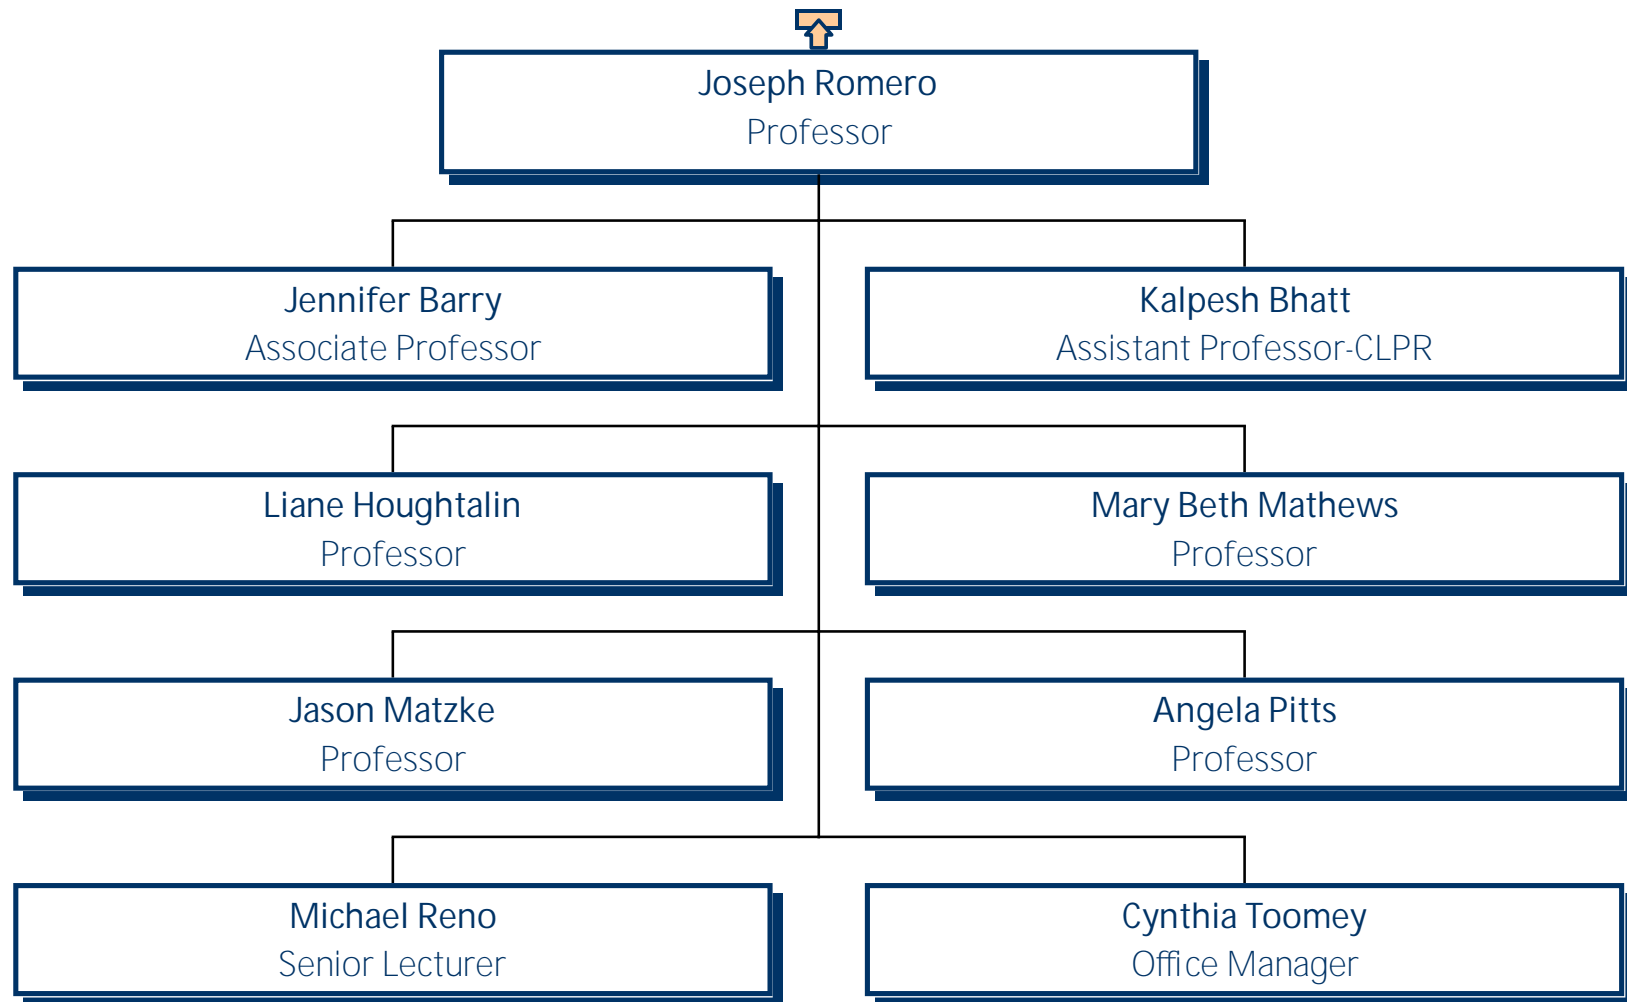 Joseph Romero
Professor
Jennifer Barry
Associate Professor
Kalpesh Bhatt
Assistant Professor-CLPR
Liane Houghtalin
Professor
Mary Beth Mathews
Professor
Jason Matzke
Professor
Angela Pitts
Professor
Michael Reno
Senior Lecturer
Cynthia Toomey
Office Manager